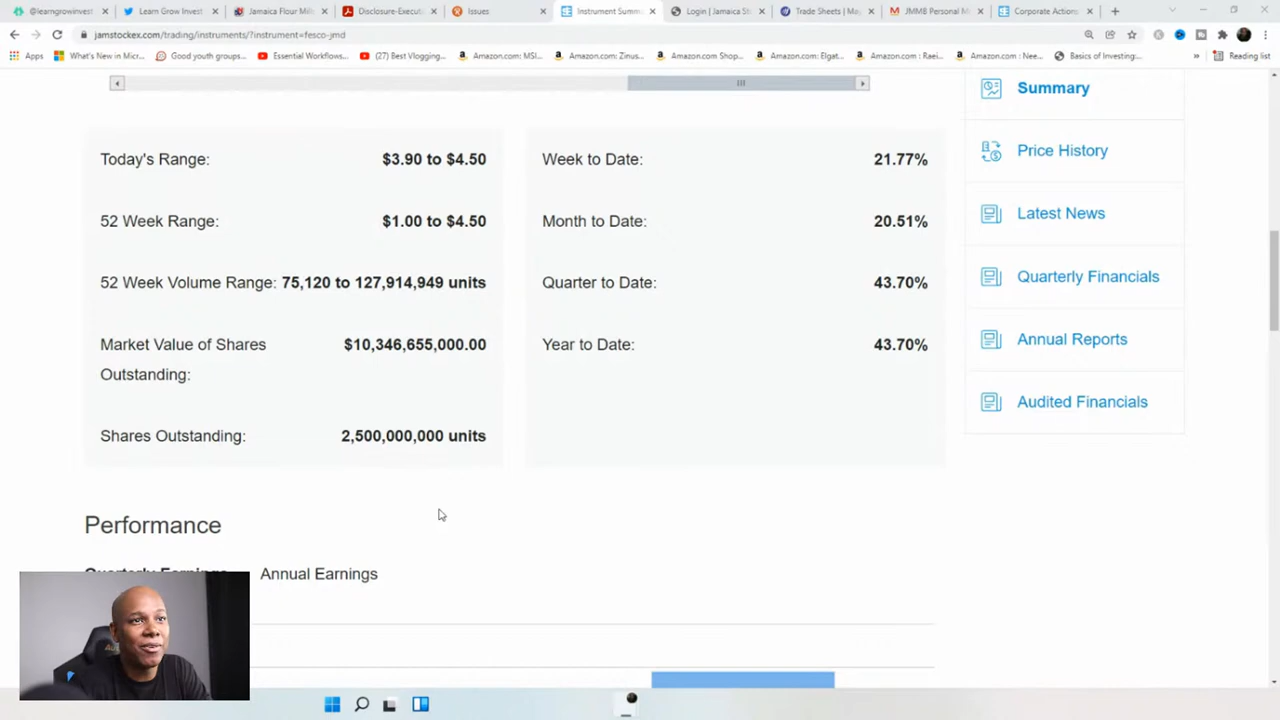 @learngrowinvest
Learn Grow Invest
Jamaica Flour Mill
Disclosure-Execut
Issues
Instrument Summ
Login | Jamaica St
Trade Sheets | Ma
JMMB Personal M
Corporate Actions
jamstockex.com/trading/instruments/?instrument=fesco-jmd
Apps
What's New in Micr...
Good youth groups...
Essential Workflows...
(27) Best Vlogging...
Amazon.com: MSI...
Amazon.com: Zinus...
Amazon.com Shop...
Amazon.com: Elgat...
Amazon.com : Raei...
Amazon.com : Nee...
Basics of Investing:...
»
Reading list
Today's Range: $3.90 to $4.50
52 Week Range: $1.00 to $4.50
52 Week Volume Range: 75,120 to 127,914,949 units
Market Value of Shares $10,346,655,000.00
Outstanding:
Shares Outstanding: 2,500,000,000 units
Week to Date: 21.77%
Month to Date: 20.51%
Quarter to Date: 43.70%
Year to Date: 43.70%
Summary
Price History
Latest News
Quarterly Financials
Annual Reports
Audited Financials
Performance
Quarterly Earnings
Annual Earnings